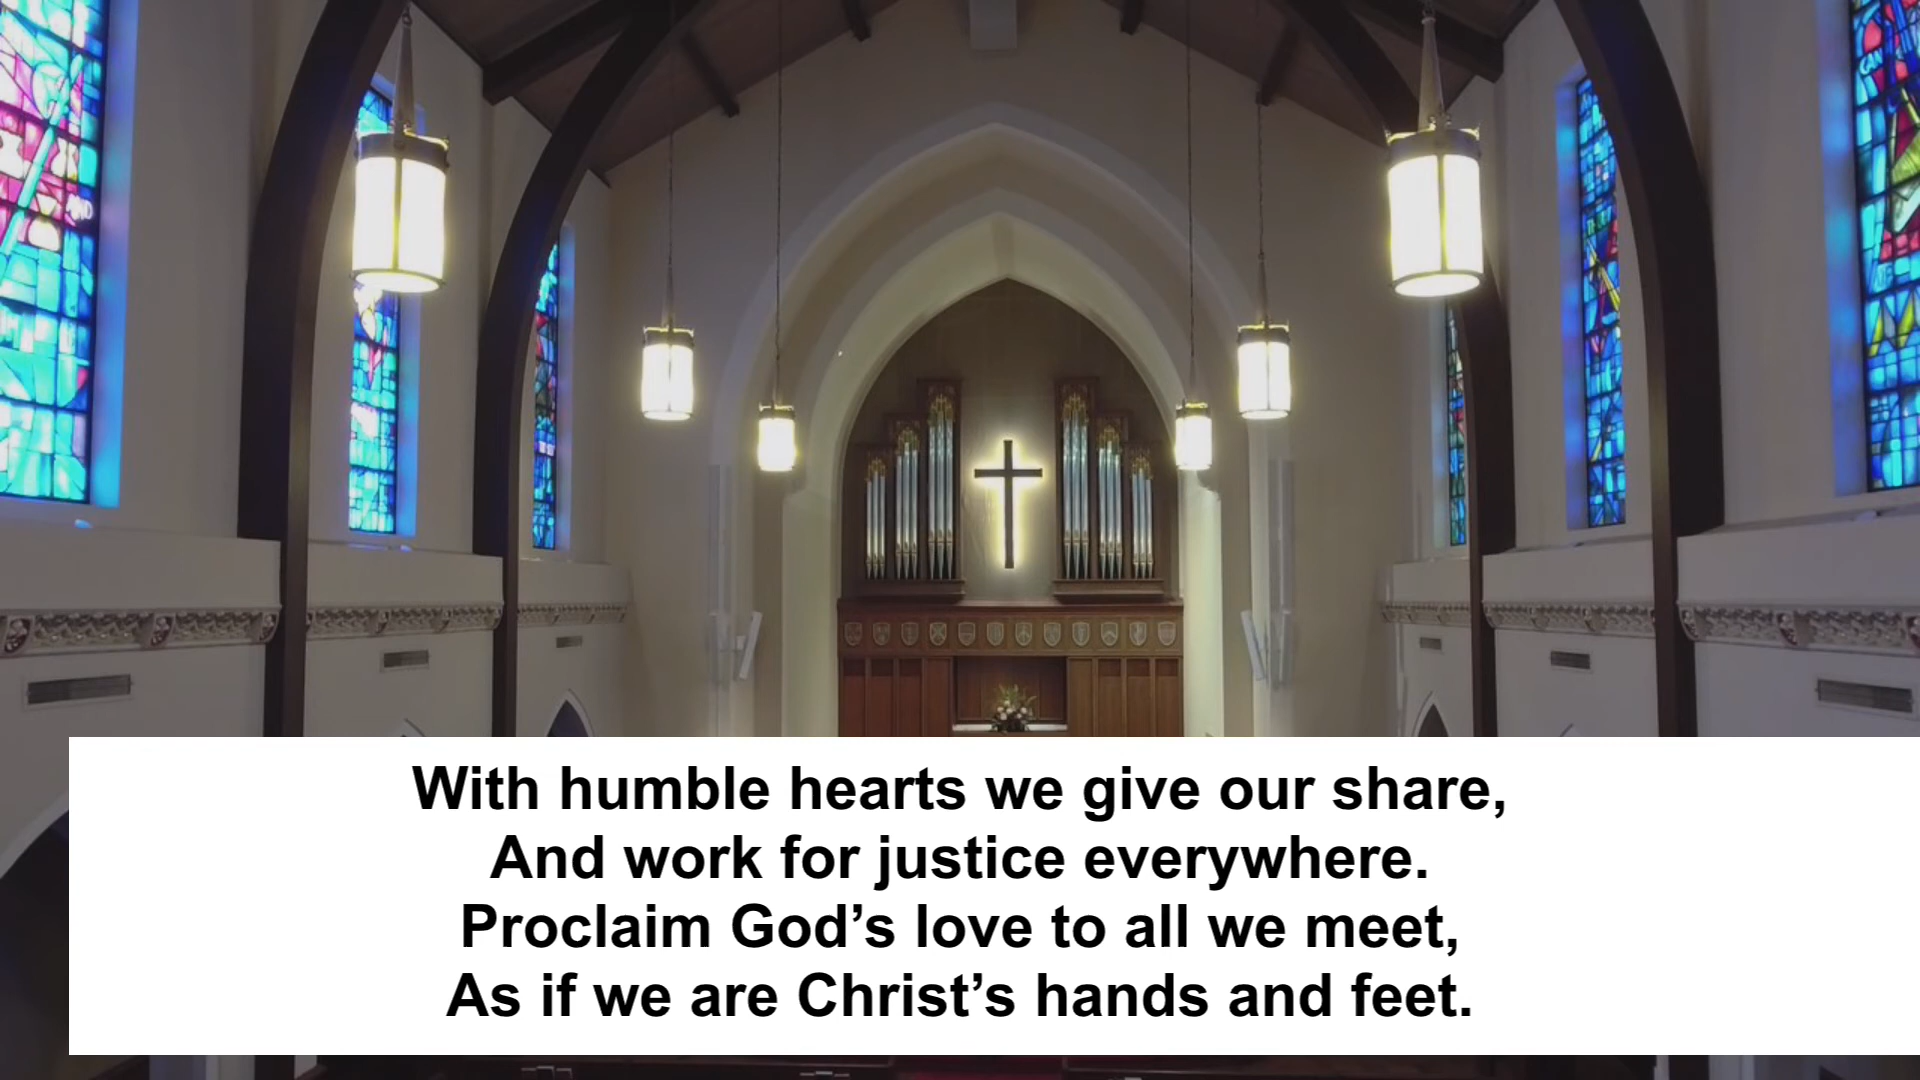 With humble hearts we give our share,
And work for justice everywhere.
Proclaim God’s love to all we meet,
As if we are Christ’s hands and feet.